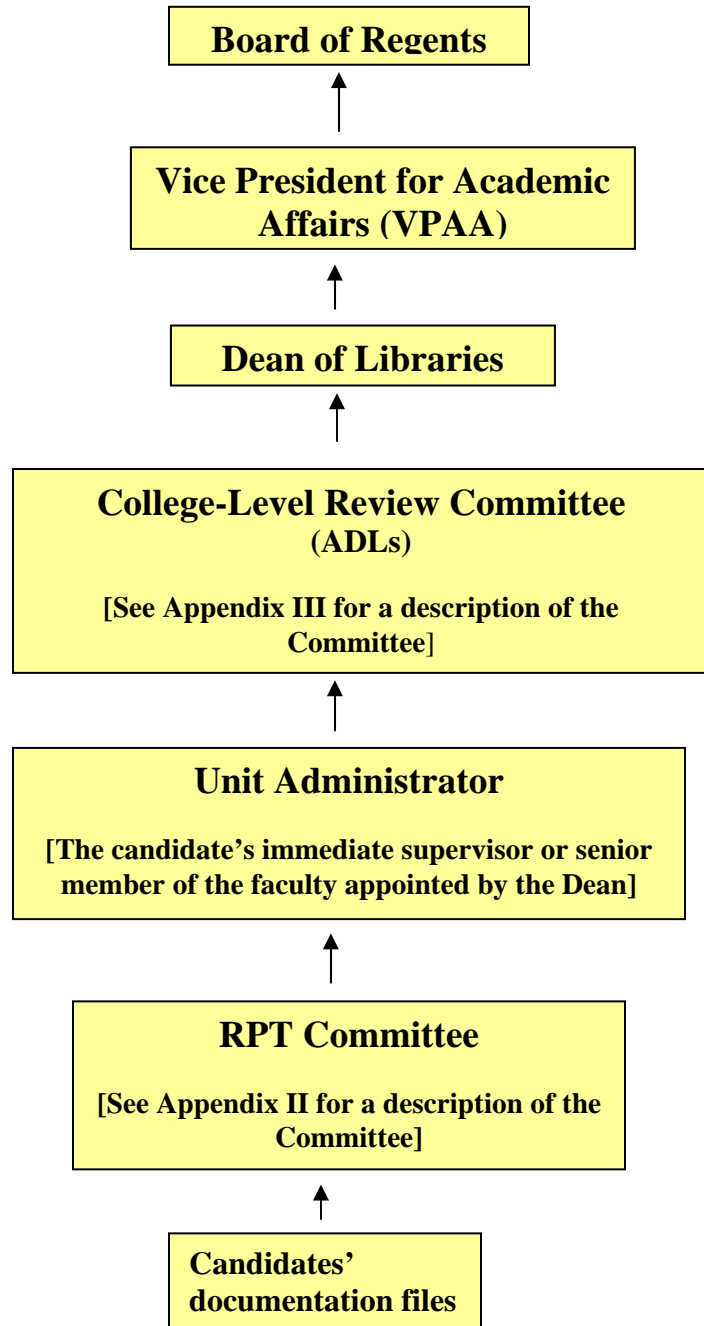 Board of Regents
Vice President for Academic
Affairs (VPAA)
Dean of Libraries
College-Level Review Committee
(ADLs)
[See Appendix III for a description of the
Committee]
Unit Administrator
[The candidate’s immediate supervisor or senior
member of the faculty appointed by the Dean]
RPT Committee
[See Appendix II for a description of the
Committee]
Candidates’
documentation files